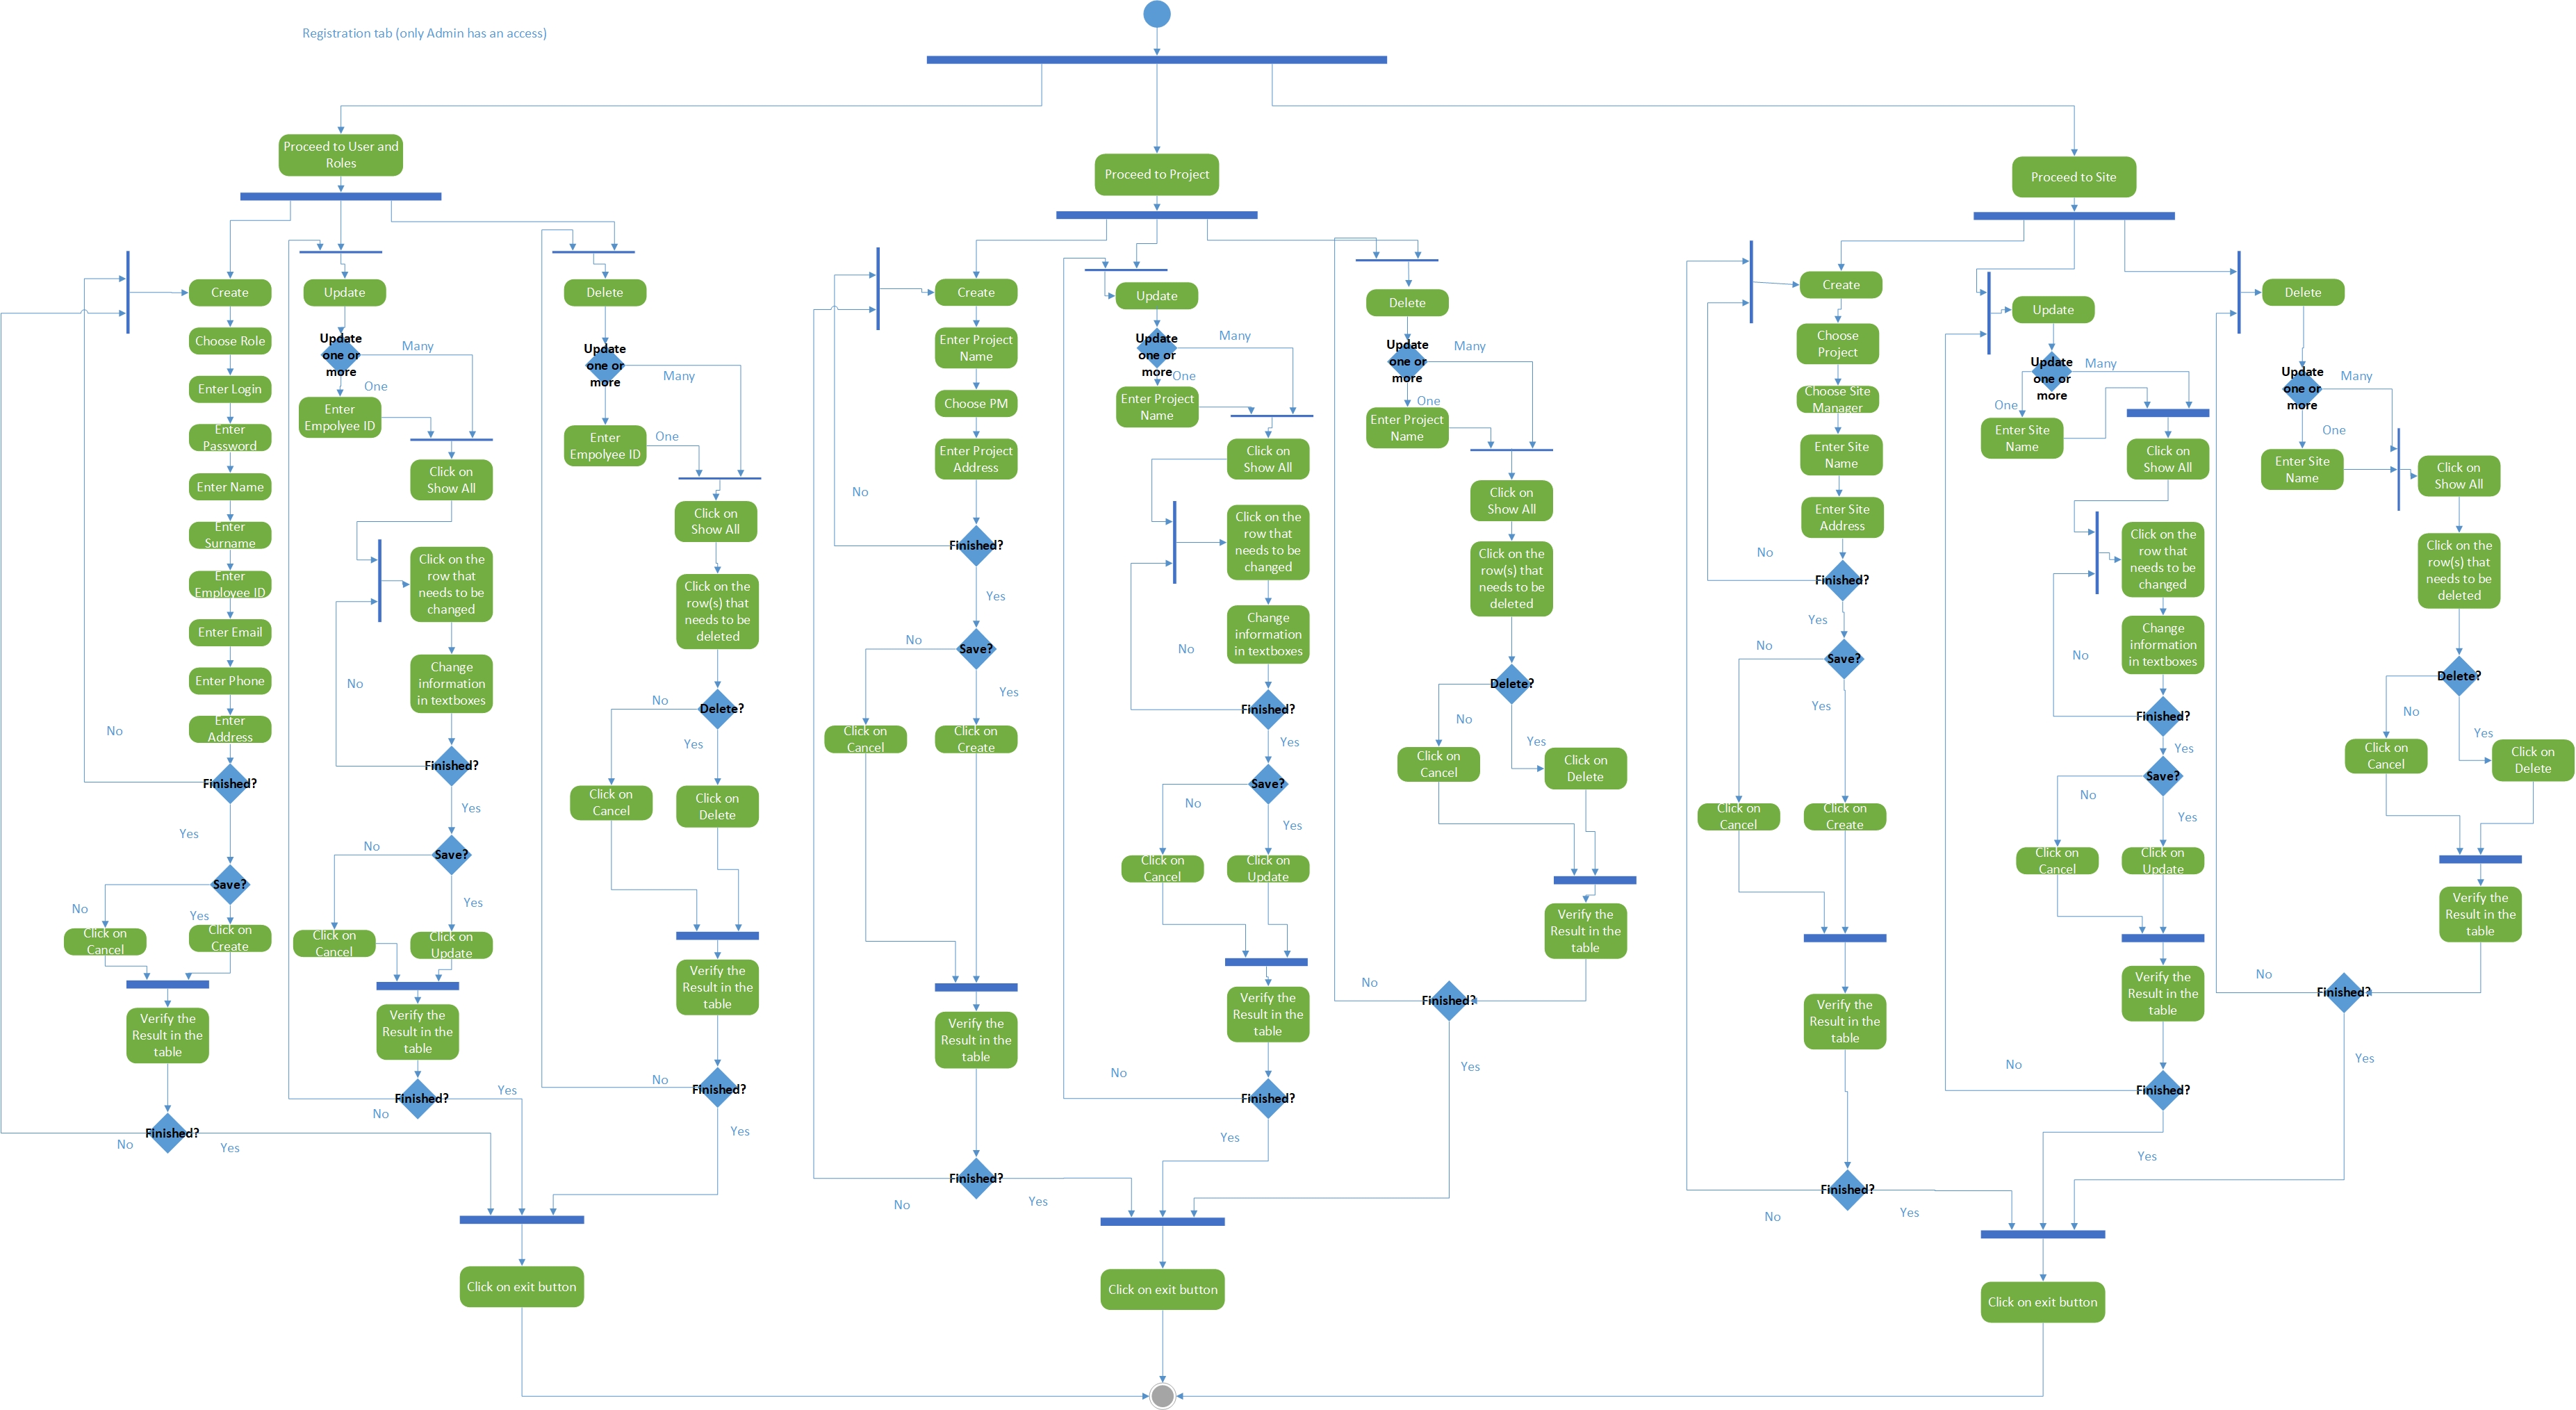 Registration tab (only Admin has an access)
Proceed to User and
Roles
Create
Choose Role
Enter Login
Enter
Password
Enter Name
Enter
Surname
Enter
Employee ID
Enter Email
Enter Phone
Enter
Address
Finished?
No
Yes
Save?
No
Yes
Click on
Cancel
Click on
Create
Verify the
Result in the
table
Finished?
No
Yes
Update
Update
one or
more
Many
One
Enter
Empolyee ID
Click on
Show All
Click on the
row that
needs to be
changed
Change
information
in textboxes
No
Finished?
Yes
Save?
No
Yes
Click on
Cancel
Click on
Update
Verify the
Result in the
table
Finished?
No
Yes
Delete
Update
one or
more
Many
Enter
Empolyee ID
One
Click on
Show All
Click on the
row(s) that
needs to be
deleted
Delete?
No
Yes
Click on
Cancel
Click on
Delete
Verify the
Result in the
table
Finished?
No
Yes
Click on exit button
Proceed to Project
Create
Enter Project
Name
Choose PM
Enter Project
Address
No
Finished?
Yes
Save?
No
Yes
Click on
Cancel
Click on
Create
Verify the
Result in the
table
Finished?
No
Yes
Update
Update
one or
more
Many
One
Enter Project
Name
Click on
Show All
Click on the
row that
needs to be
changed
Change
information
in textboxes
No
Finished?
Yes
Save?
No
Yes
Click on
Cancel
Click on
Update
Verify the
Result in the
table
No
Finished?
Yes
Delete
Update
one or
more
Many
One
Enter Project
Name
Click on
Show All
Click on the
row(s) that
needs to be
deleted
Delete?
No
Yes
Click on
Cancel
Click on
Delete
Verify the
Result in the
table
No
Finished?
Yes
Click on exit button
Proceed to Site
Create
Choose
Project
Choose Site
Manager
Enter Site
Name
Enter Site
Address
No
Finished?
Yes
Save?
No
Yes
Click on
Cancel
Click on
Create
Verify the
Result in the
table
Finished?
No
Yes
Update
Update
one or
more
Many
One
Enter Site
Name
Click on
Show All
Click on the
row that
needs to be
changed
Change
information
in textboxes
No
Finished?
Yes
Save?
No
Yes
Click on
Cancel
Click on
Update
Verify the
Result in the
table
No
Finished?
Yes
Delete
Update
one or
more
Many
One
Enter Site
Name
Click on
Show All
Click on the
row(s) that
needs to be
deleted
Delete?
No
Yes
Click on
Cancel
Click on
Delete
Verify the
Result in the
table
No
Finished?
Yes
Click on exit button